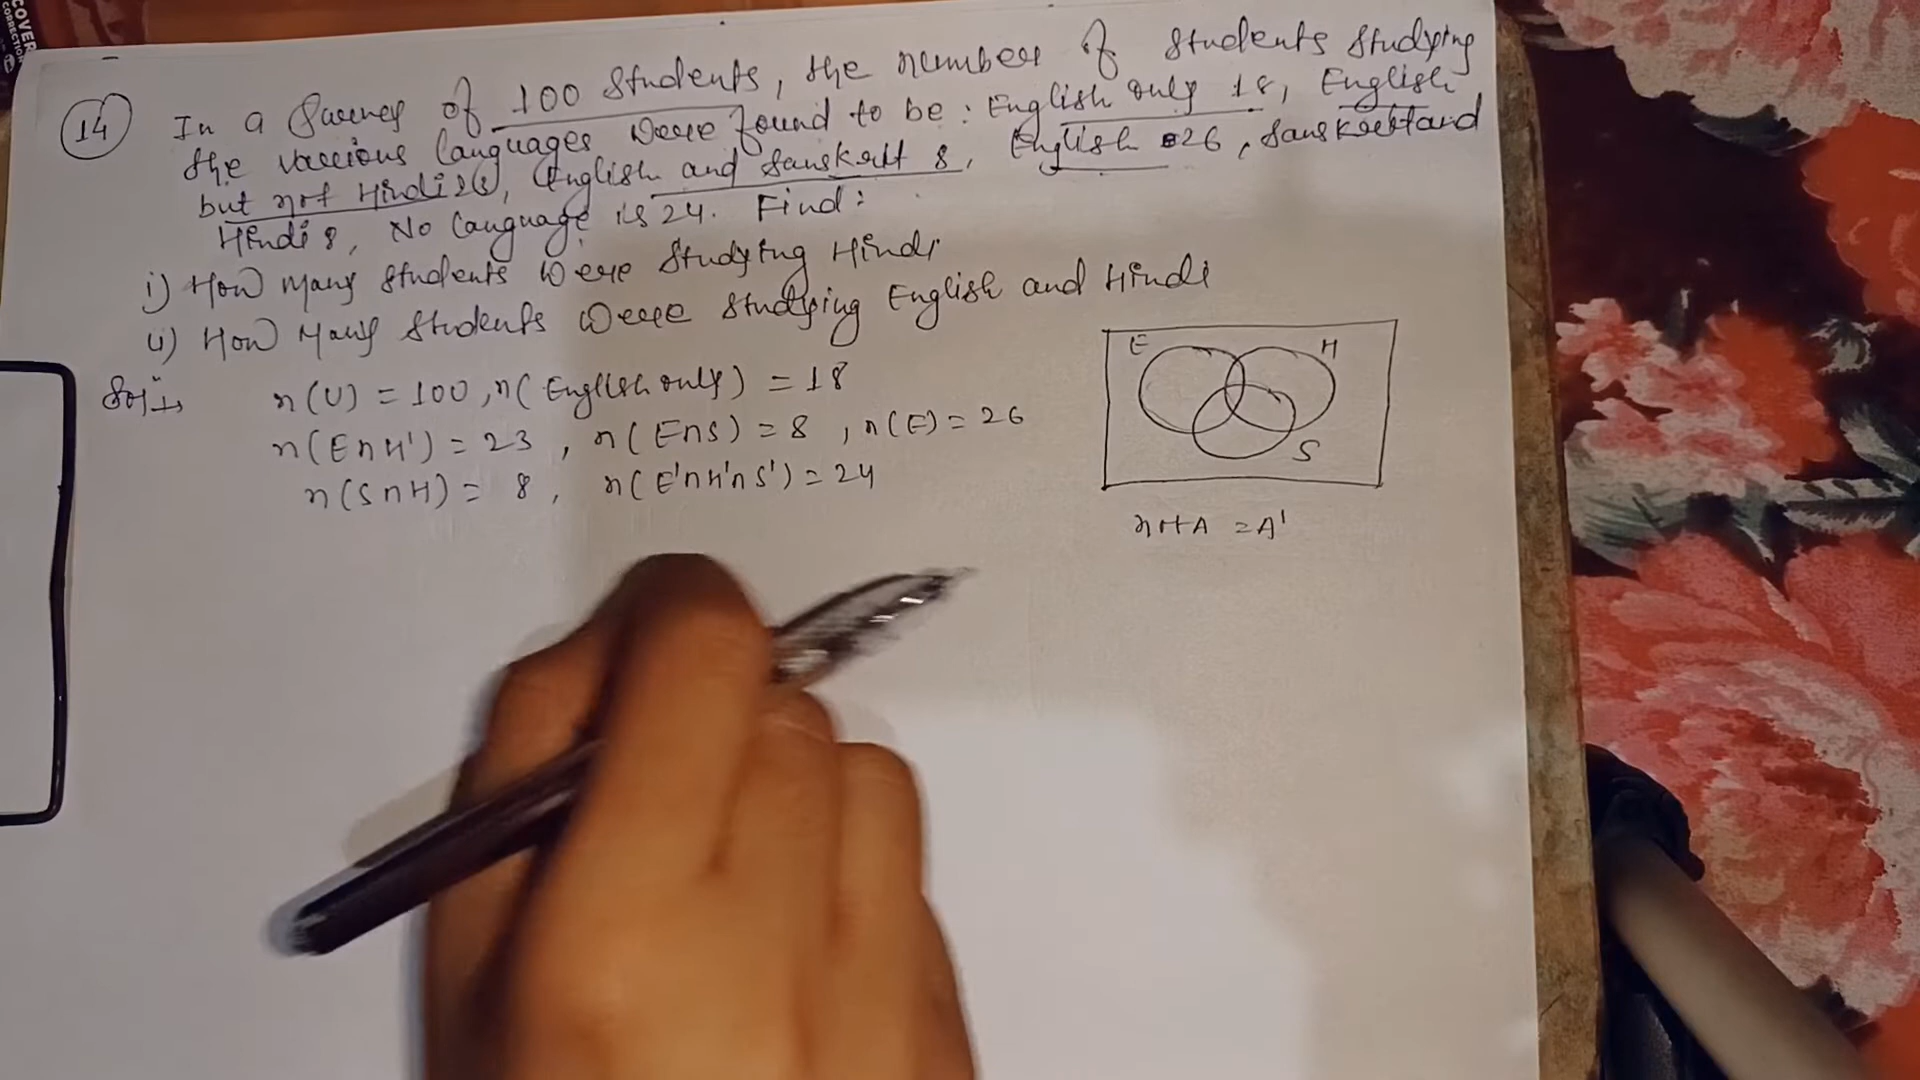 COVER
CORRECTION
14 In a Survey of 100 Students, the number of students studying
the various languages were found to be : English only 18, English
but not Hindi 23, English and Sanskrit 8, English 26, Sanskrit and
Hindi 8, No language is 24. Find :
i) How Many Students were studying Hindi
ii) How Many Students were studying English and Hindi
Sol:→ n(U) = 100, n(English only) = 18
n(E∩H') = 23, n(E∩S) = 8, n(E) = 26
n(S∩H) = 8, n(E'∩H'∩S') = 24
E H
S
= A'